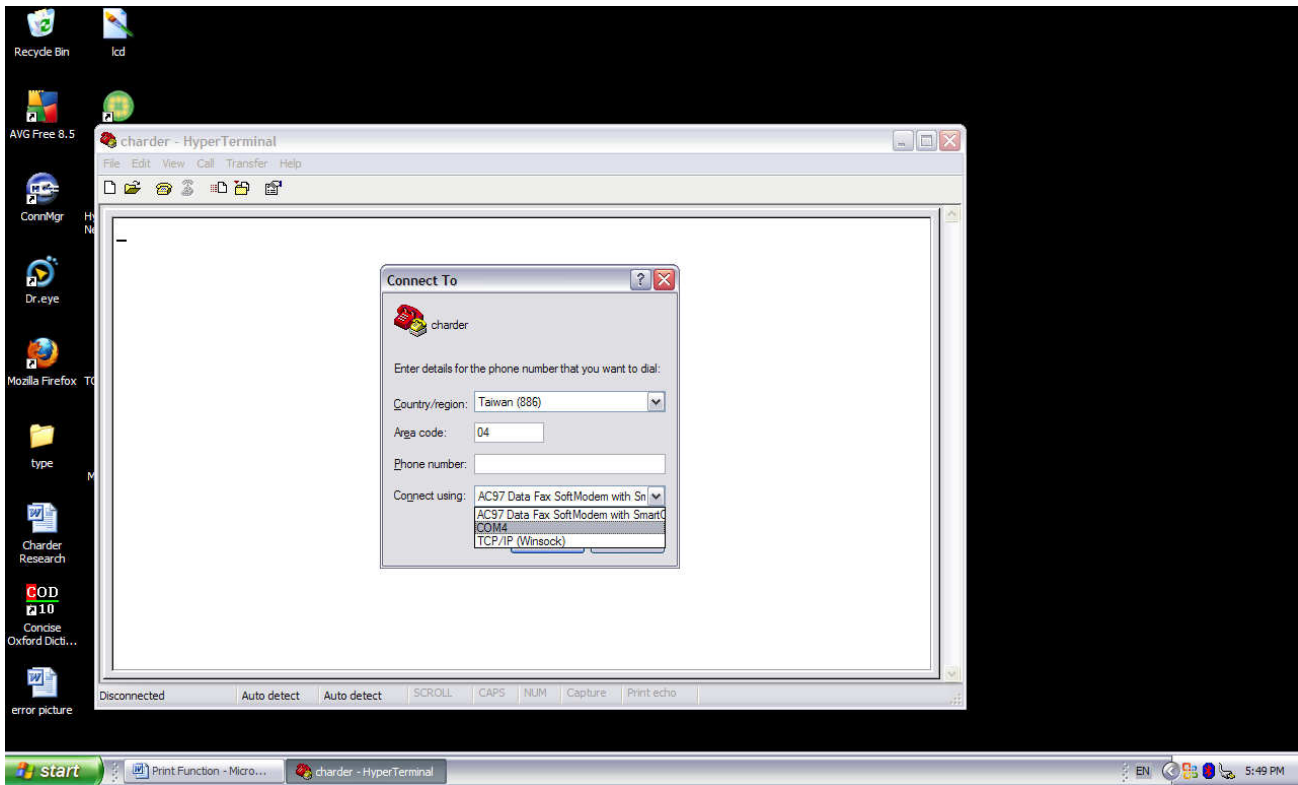 Recycle Bin
lcd
AVG Free 8.5
charder - HyperTerminal
File Edit View Call Transfer Help
ConnMgr
Hy
Ne
Dr.eye
Mozilla Firefox
TC
type
M
Charder
Research
COD
10
Concise
Oxford Dicti...
error picture
Connect To
charder
Enter details for the phone number that you want to dial:
Country/region: Taiwan (886)
Area code: 04
Phone number:
Connect using: AC97 Data Fax SoftModem with Sn
AC97 Data Fax SoftModem with SmartC
COM4
TCP/IP (Winsock)
Disconnected Auto detect Auto detect SCROLL CAPS NUM Capture Print echo
start Print Function - Micro... charder - HyperTerminal EN 5:49 PM